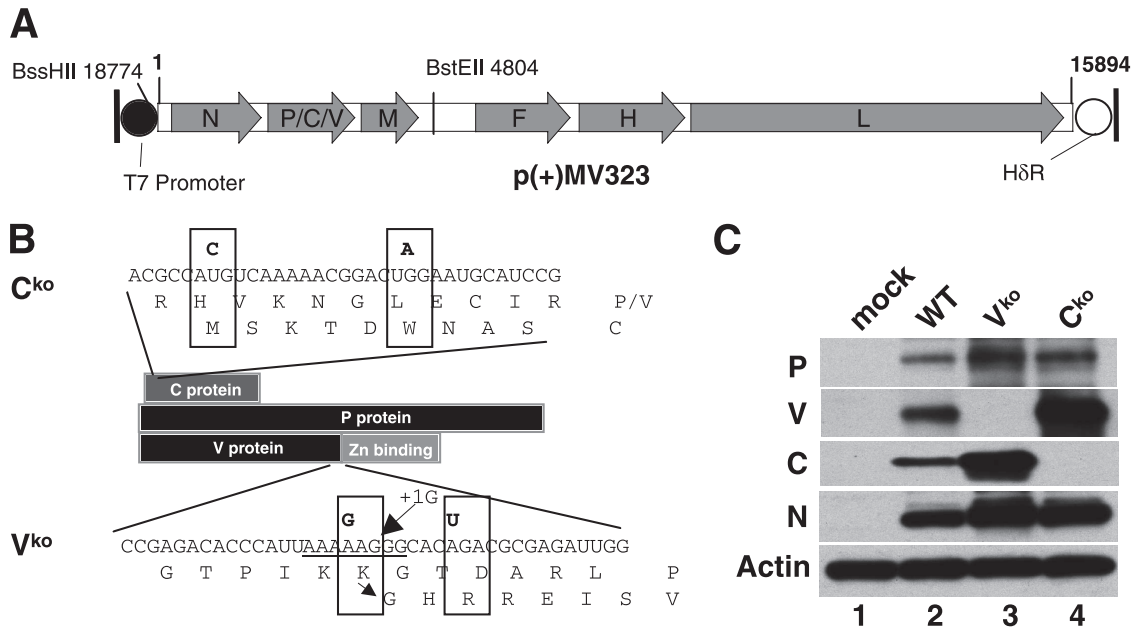 A
BssHII 18774
1
BstEII 4804
15894
N
P/C/V
M
F
H
L
T7 Promoter
p(+)MV323
HδR
B
Cko
C
A
ACGCCAUGUCAAAAACGGACUGGAAUGCAUCCG
R H V K N G L E C I R P/V
M S K T D W N A S C
C protein
P protein
V protein
Zn binding
+1G
G
U
Vko
CCGAGACACCCAUUAAAAAGGGCACAGACGCGAGAUUGG
G T P I K K G T D A R L P
G H R R E I S V
C
mock
WT
Vko
Cko
P
V
C
N
Actin
1 2 3 4